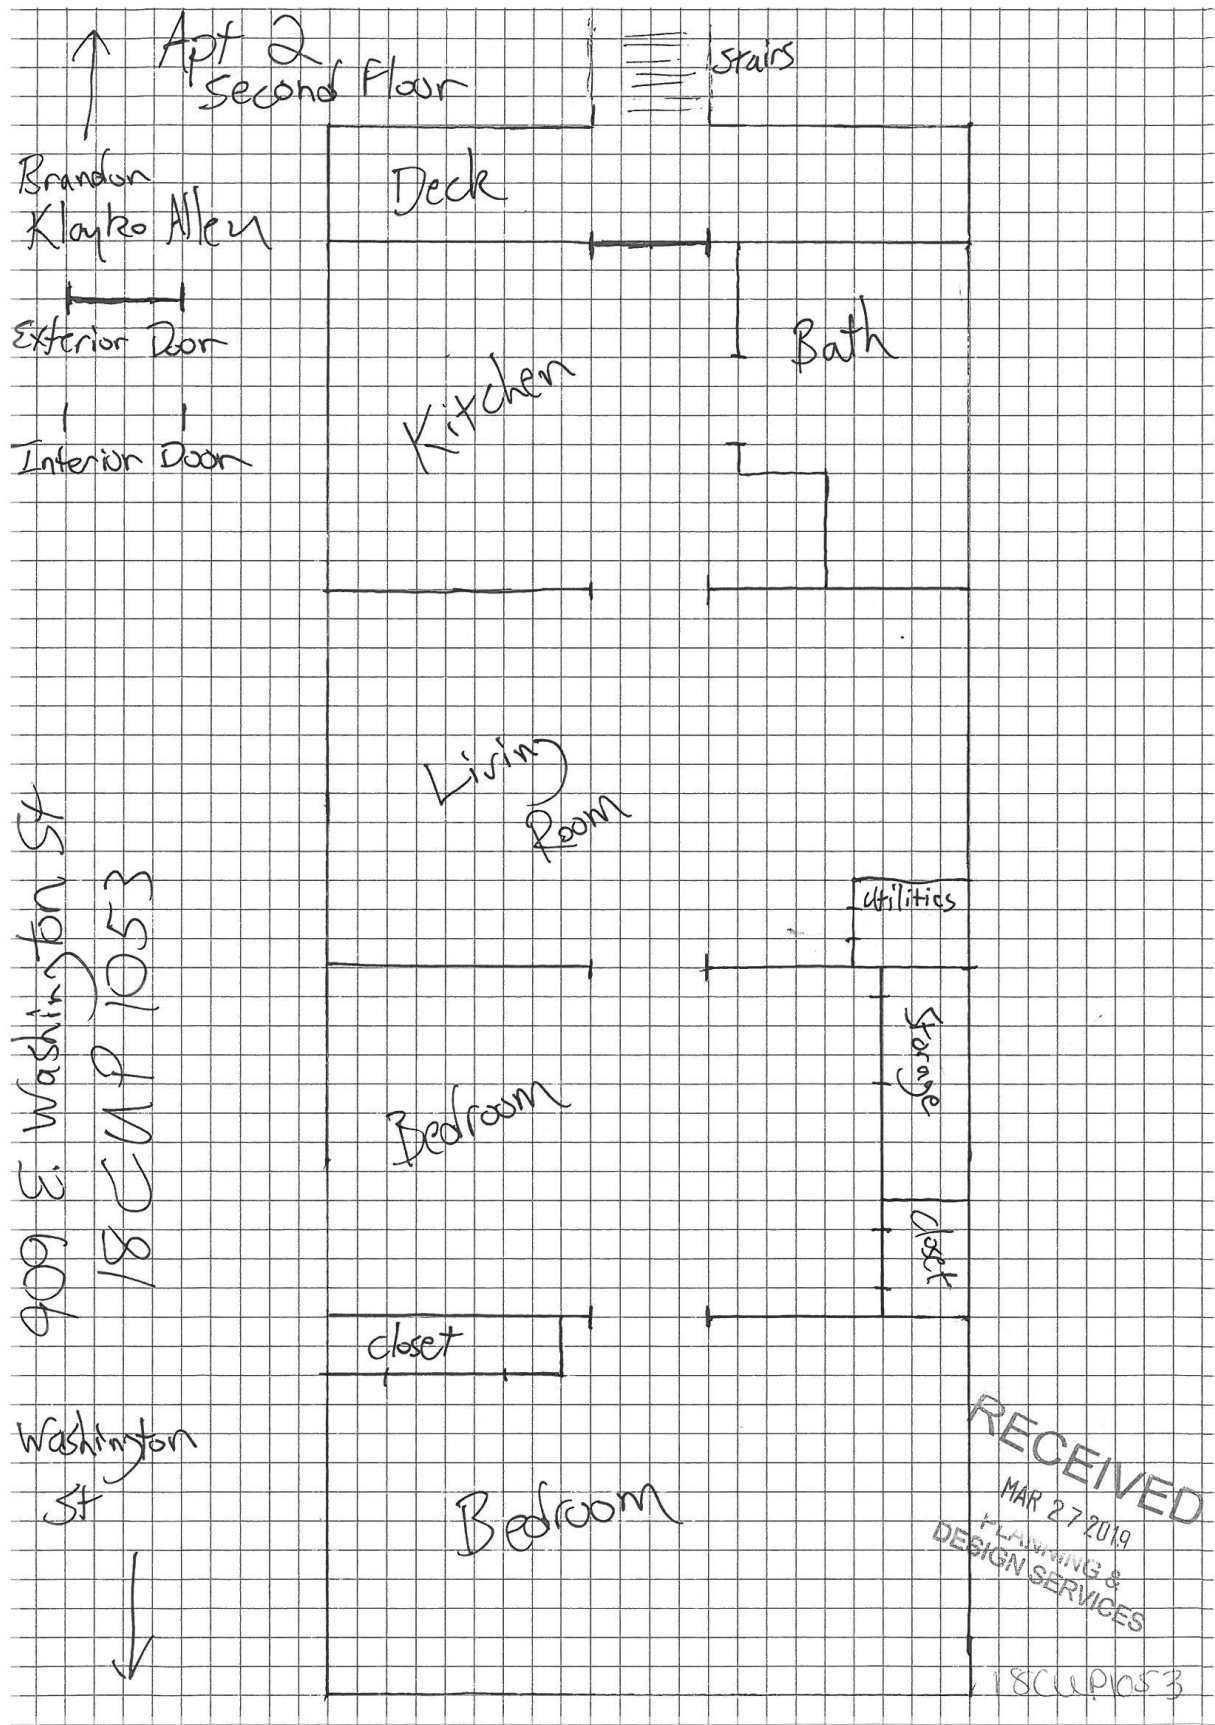 Apt 2
Second Floor
Stairs
Brandon
Klayko Allen
Deck
Exterior Door
Interior Door
Bath
Kitchen
Living
Room
Utilities
Storage
Bedroom
Closet
closet
909 E. Washington St
18 CUP 1053
Washington
St
Bedroom
RECEIVED
MAR 27 2019
PLANNING &
DESIGN SERVICES
18CUP1053